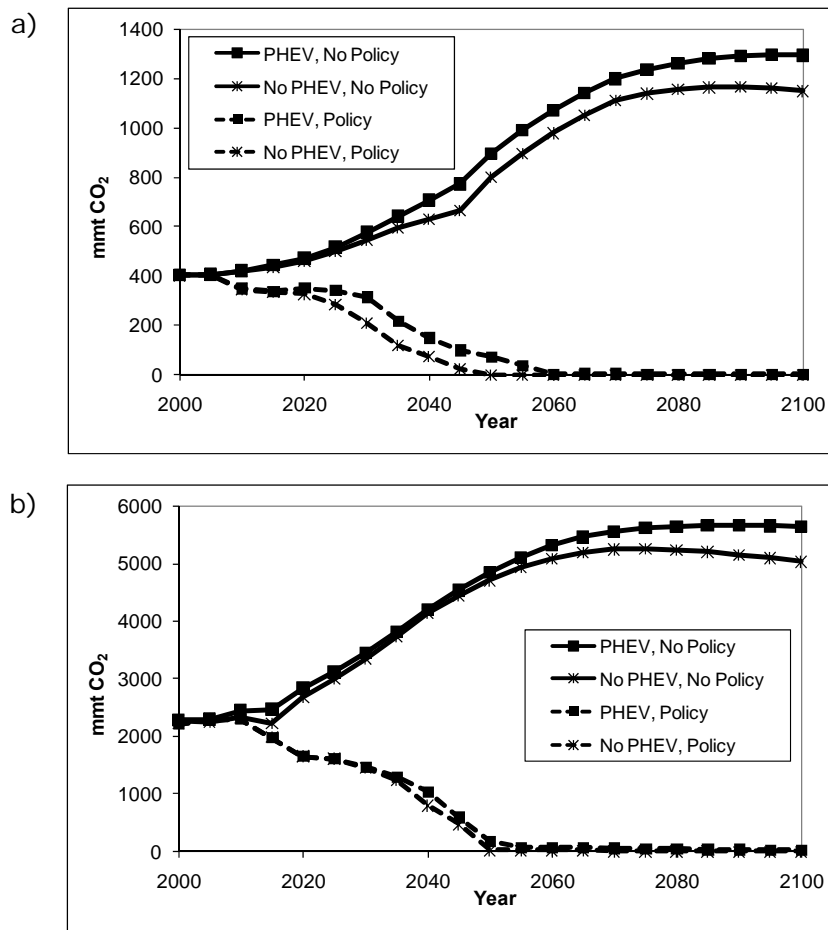 a)
1400
1200
1000
800
600
400
200
0
mmt CO₂
PHEV, No Policy
No PHEV, No Policy
PHEV, Policy
No PHEV, Policy
2000 2020 2040 2060 2080 2100
Year
b)
6000
5000
4000
3000
2000
1000
0
mmt CO₂
PHEV, No Policy
No PHEV, No Policy
PHEV, Policy
No PHEV, Policy
2000 2020 2040 2060 2080 2100
Year